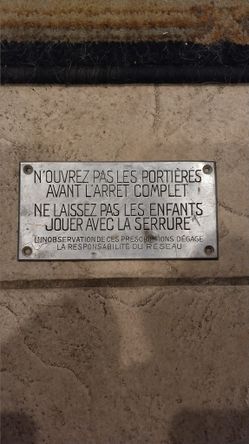 N'OUVREZ PAS LES PORTIÈRES
AVANT L'ARRET COMPLET
NE LAISSEZ PAS LES ENFANTS
JOUER AVEC LA SERRURE
L'INOBSERVATION DE CES PRESCRIPTIONS DÉGAGE
LA RESPONSABILITÉ DU RÉSEAU